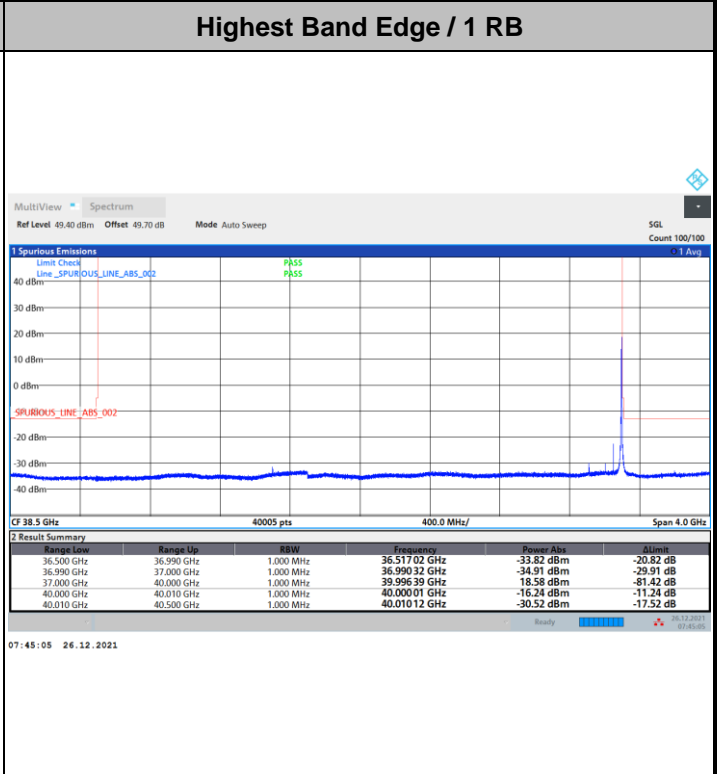 Highest Band Edge / 1 RB
MultiView Spectrum
Ref Level 49.40 dBm Offset 49.70 dB Mode Auto Sweep SGL
Count 100/100
1 Spurious Emissions 1 Avg
Limit Check PASS
Line _SPURIOUS_LINE_ABS_002 PASS
40 dBm
30 dBm
20 dBm
10 dBm
0 dBm
_SPURIOUS_LINE_ABS_002
-20 dBm
-30 dBm
-40 dBm
CF 38.5 GHz 40005 pts 400.0 MHz/ Span 4.0 GHz
2 Result Summary
Range Low Range Up RBW Frequency Power Abs ΔLimit
36.500 GHz 36.990 GHz 1.000 MHz 36.517 02 GHz -33.82 dBm -20.82 dB
36.990 GHz 37.000 GHz 1.000 MHz 36.990 32 GHz -34.91 dBm -29.91 dB
37.000 GHz 40.000 GHz 1.000 MHz 39.996 39 GHz 18.58 dBm -81.42 dB
40.000 GHz 40.010 GHz 1.000 MHz 40.000 01 GHz -16.24 dBm -11.24 dB
40.010 GHz 40.500 GHz 1.000 MHz 40.010 12 GHz -30.52 dBm -17.52 dB
Ready 26.12.2021
07:45:05
07:45:05 26.12.2021